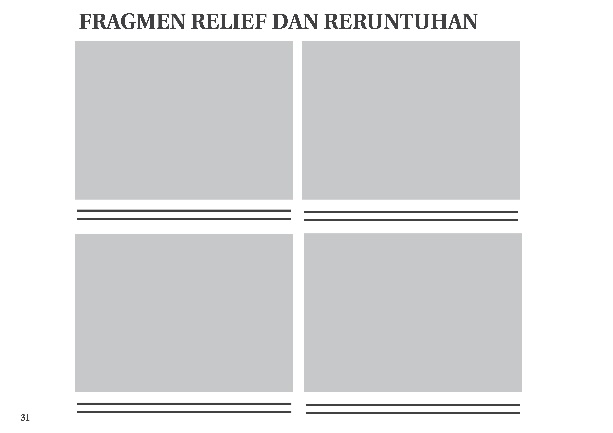 FRAGMEN RELIEF DAN RERUNTUHAN
31